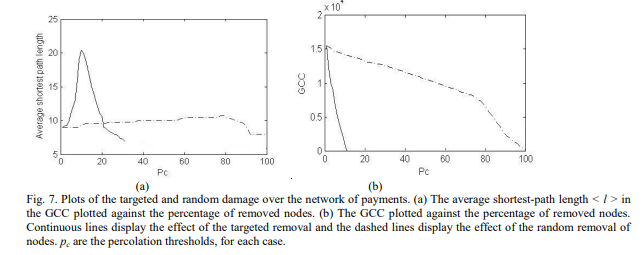 25
20
15
10
5
0
20
40
60
80
100
Average shortest path length
Pc
(a)
x 10
2
1.5
1
0.5
0
0
20
40
60
80
100
GCC
Pc
(b)
Fig. 7. Plots of the targeted and random damage over the network of payments. (a) The average shortest-path length < l > in
the GCC plotted against the percentage of removed nodes. (b) The GCC plotted against the percentage of removed nodes.
Continuous lines display the effect of the targeted removal and the dashed lines display the effect of the random removal of
nodes. pc are the percolation thresholds, for each case.